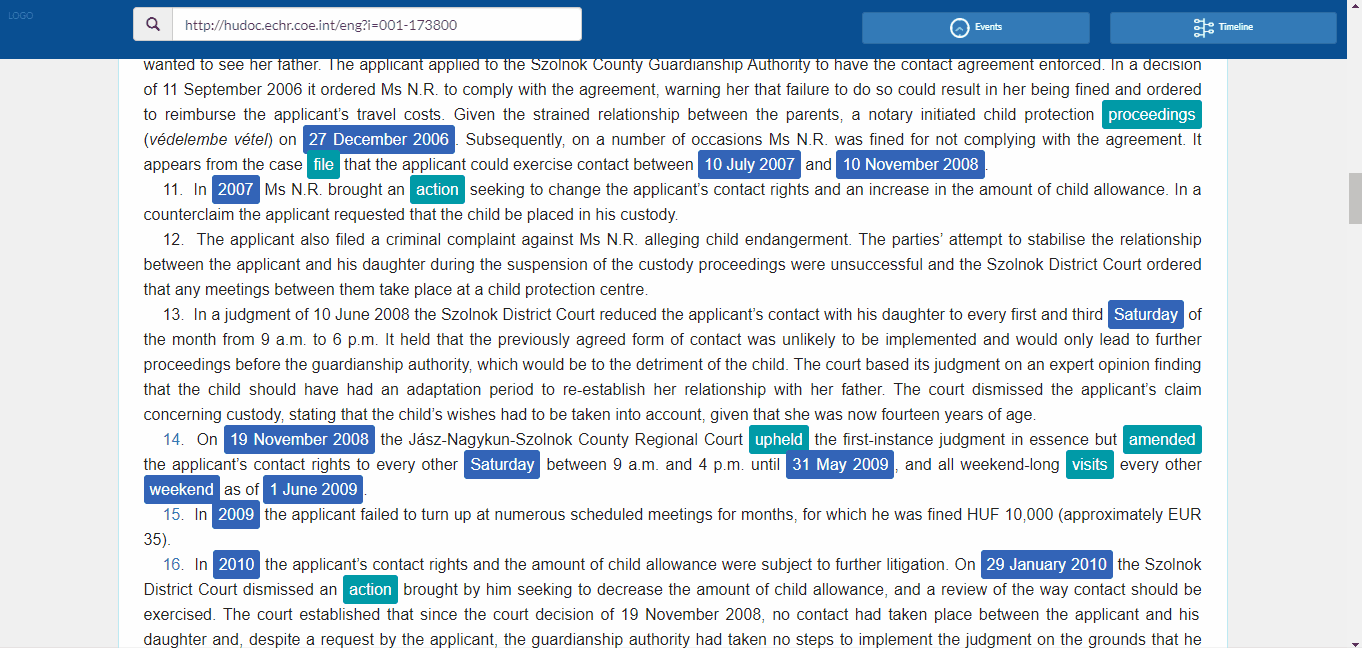 LOGO
http://hudoc.echr.coe.int/eng?i=001-173800
Events
Timeline
wanted to see her father. The applicant applied to the Szolnok County Guardianship Authority to have the contact agreement enforced. In a decision
of 11 September 2006 it ordered Ms N.R. to comply with the agreement, warning her that failure to do so could result in her being fined and ordered
to reimburse the applicant’s travel costs. Given the strained relationship between the parents, a notary initiated child protection proceedings
(védelembe vétel) on 27 December 2006 . Subsequently, on a number of occasions Ms N.R. was fined for not complying with the agreement. It
appears from the case file that the applicant could exercise contact between 10 July 2007 and 10 November 2008 .
11. In 2007 Ms N.R. brought an action seeking to change the applicant’s contact rights and an increase in the amount of child allowance. In a
counterclaim the applicant requested that the child be placed in his custody.
12. The applicant also filed a criminal complaint against Ms N.R. alleging child endangerment. The parties’ attempt to stabilise the relationship
between the applicant and his daughter during the suspension of the custody proceedings were unsuccessful and the Szolnok District Court ordered
that any meetings between them take place at a child protection centre.
13. In a judgment of 10 June 2008 the Szolnok District Court reduced the applicant’s contact with his daughter to every first and third Saturday of
the month from 9 a.m. to 6 p.m. It held that the previously agreed form of contact was unlikely to be implemented and would only lead to further
proceedings before the guardianship authority, which would be to the detriment of the child. The court based its judgment on an expert opinion finding
that the child should have had an adaptation period to re-establish her relationship with her father. The court dismissed the applicant’s claim
concerning custody, stating that the child’s wishes had to be taken into account, given that she was now fourteen years of age.
14. On 19 November 2008 the Jász-Nagykun-Szolnok County Regional Court upheld the first-instance judgment in essence but amended
the applicant’s contact rights to every other Saturday between 9 a.m. and 4 p.m. until 31 May 2009 , and all weekend-long visits every other
weekend as of 1 June 2009 .
15. In 2009 the applicant failed to turn up at numerous scheduled meetings for months, for which he was fined HUF 10,000 (approximately EUR
35).
16. In 2010 the applicant’s contact rights and the amount of child allowance were subject to further litigation. On 29 January 2010 the Szolnok
District Court dismissed an action brought by him seeking to decrease the amount of child allowance, and a review of the way contact should be
exercised. The court established that since the court decision of 19 November 2008, no contact had taken place between the applicant and his
daughter and, despite a request by the applicant, the guardianship authority had taken no steps to implement the judgment on the grounds that he